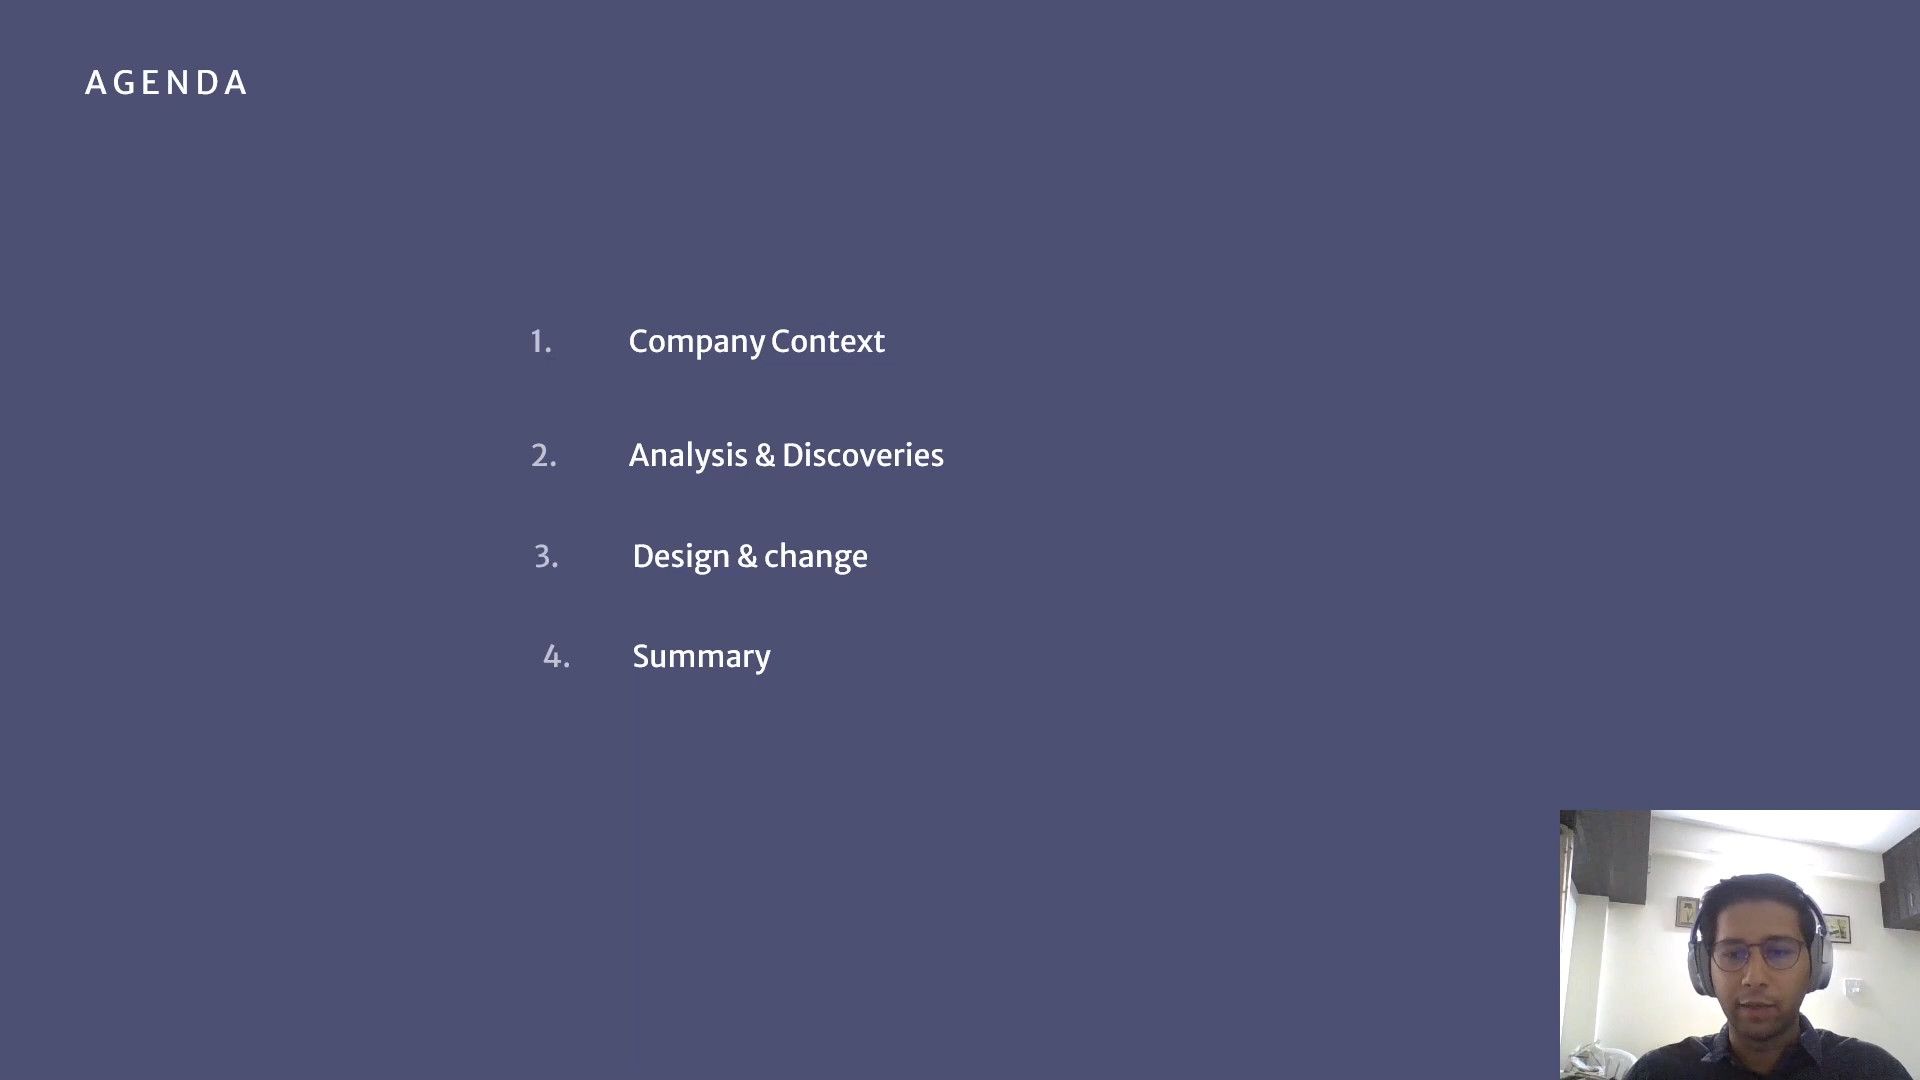 AGENDA
1. Company Context
2. Analysis & Discoveries
3. Design & change
4. Summary